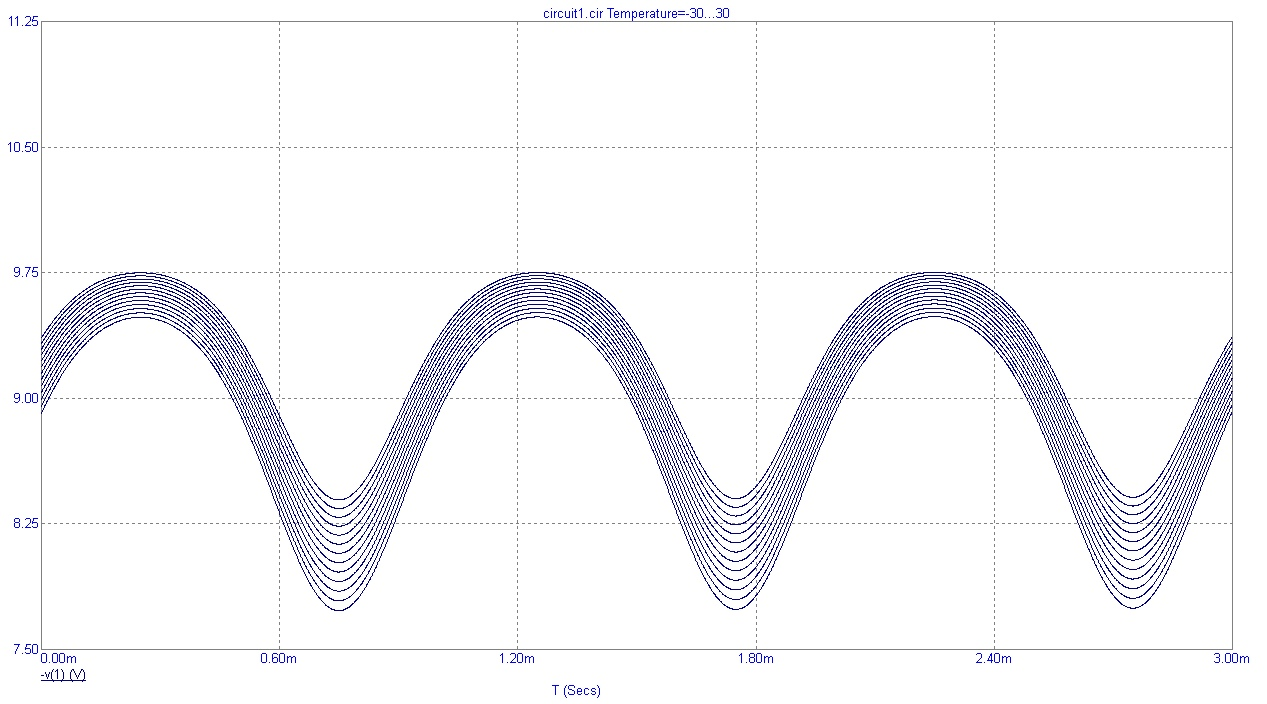 circuit1.cir Temperature=-30...30
11.25
10.50
9.75
9.00
8.25
7.50
0.00m 0.60m 1.20m 1.80m 2.40m 3.00m
-v(1) (V)
T (Secs)